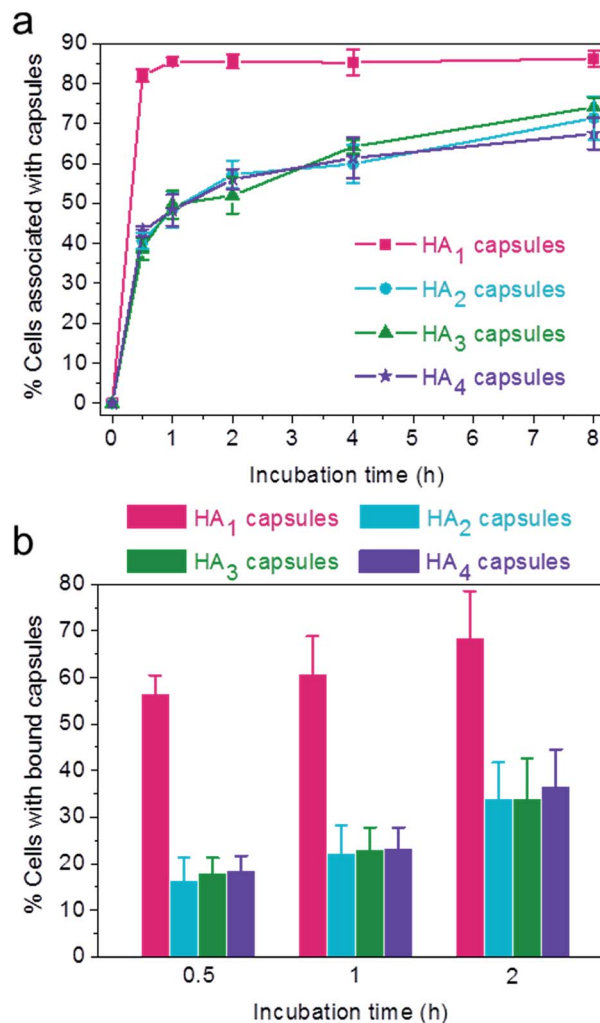 a
% Cells associated with capsules
90
80
70
60
50
40
30
20
10
0
HA₁ capsules
HA₂ capsules
HA₃ capsules
HA₄ capsules
0 1 2 3 4 5 6 7 8
Incubation time (h)
HA₁ capsules HA₂ capsules
HA₃ capsules HA₄ capsules
b
% Cells with bound capsules
80
70
60
50
40
30
20
10
0
0.5 1 2
Incubation time (h)